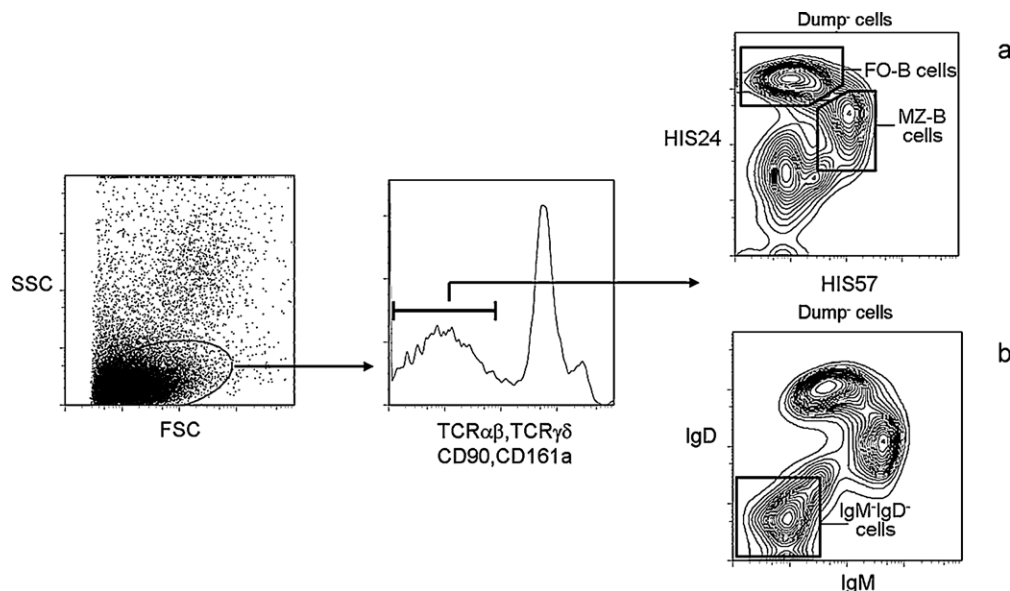 Dump⁻ cells
a
FO-B cells
MZ-B
cells
HIS24
HIS57
SSC
FSC
TCRαβ,TCRγδ
CD90,CD161a
Dump⁻ cells
b
IgD
IgM⁻IgD⁻
cells
IgM